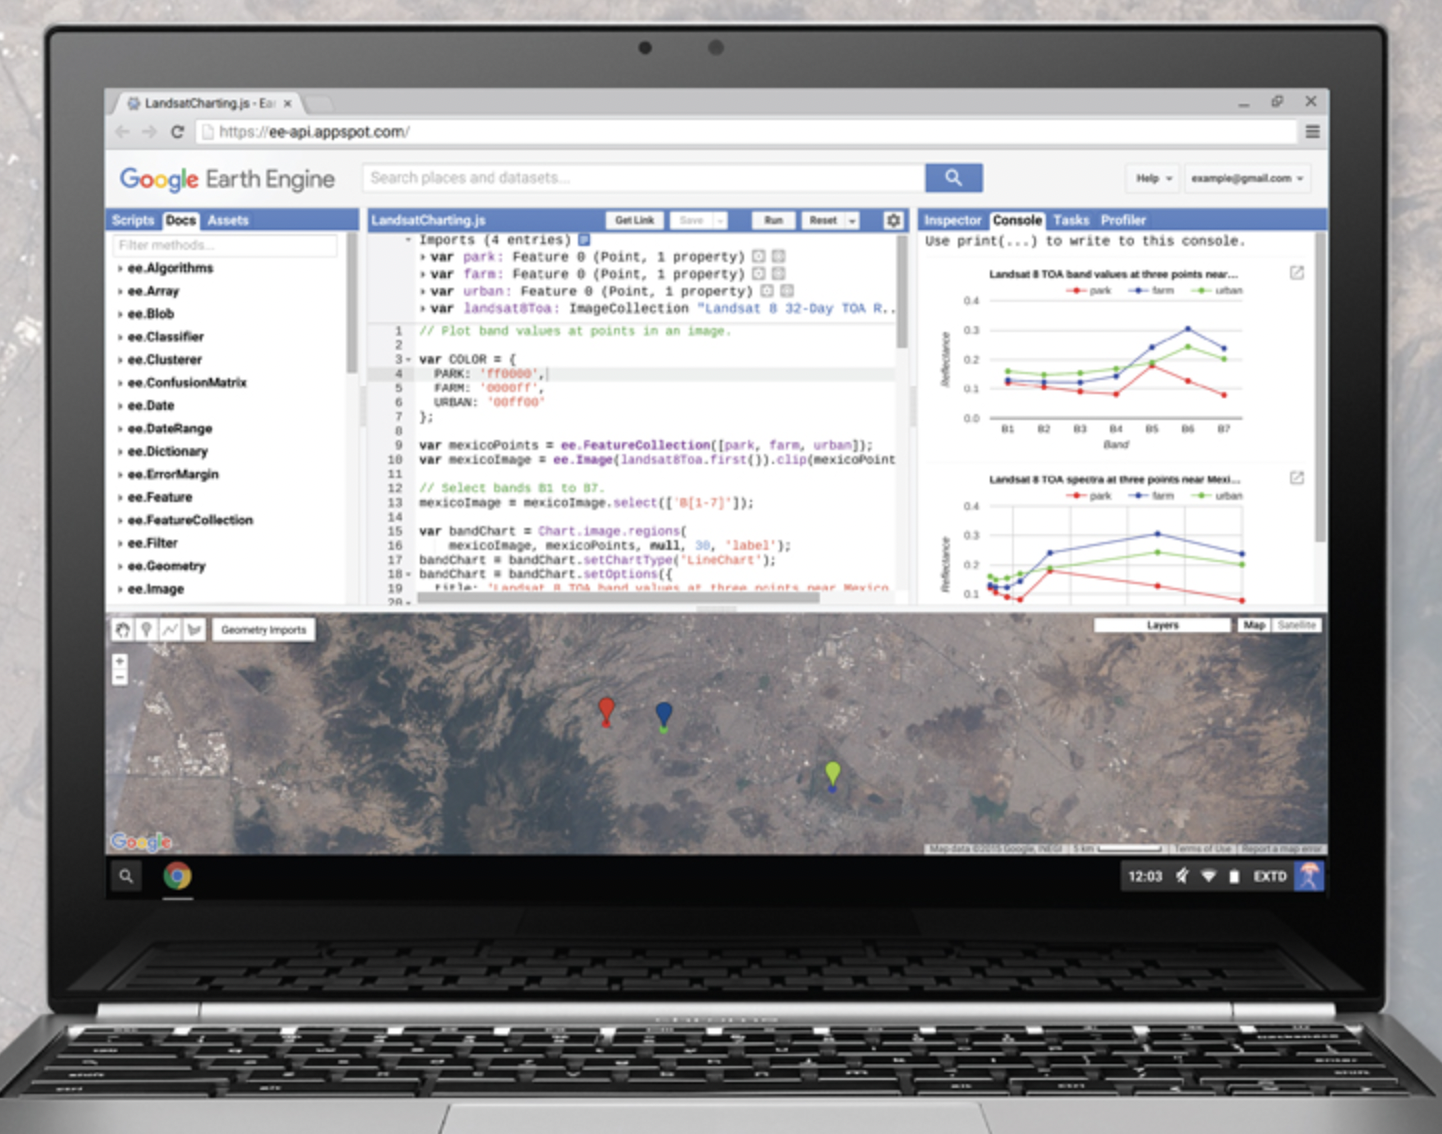 LandsatCharting.js - Ear
https://ee-api.appspot.com/
Google Earth Engine
Search places and datasets...
Help
example@gmail.com
Scripts Docs Assets
Filter methods...
ee.Algorithms
ee.Array
ee.Blob
ee.Classifier
ee.Clusterer
ee.ConfusionMatrix
ee.Date
ee.DateRange
ee.Dictionary
ee.ErrorMargin
ee.Feature
ee.FeatureCollection
ee.Filter
ee.Geometry
ee.Image
LandsatCharting.js Get Link Save Run Reset
Imports (4 entries)
var park: Feature 0 (Point, 1 property)
var farm: Feature 0 (Point, 1 property)
var urban: Feature 0 (Point, 1 property)
var landsat8Toa: ImageCollection "Landsat 8 32-Day TOA R..
1 // Plot band values at points in an image.
2
3 var COLOR = {
4 PARK: 'ff0000',
5 FARM: '0000ff',
6 URBAN: '00ff00'
7 };
8
9 var mexicoPoints = ee.FeatureCollection([park, farm, urban]);
10 var mexicoImage = ee.Image(landsat8Toa.first()).clip(mexicoPoint
11
12 // Select bands B1 to B7.
13 mexicoImage = mexicoImage.select(['B[1-7]']);
14
15 var bandChart = Chart.image.regions(
16 mexicoImage, mexicoPoints, null, 30, 'label');
17 bandChart = bandChart.setChartType('LineChart');
18 bandChart = bandChart.setOptions({
19 title: 'Landsat 8 TOA band values at three points near Mexico
20
Inspector Console Tasks Profiler
Use print(...) to write to this console.
Landsat 8 TOA band values at three points near...
park farm urban
0.4
0.3
0.2
0.1
0.0
Reflectance
B1 B2 B3 B4 B5 B6 B7
Band
Landsat 8 TOA spectra at three points near Mexi...
park farm urban
0.4
0.3
0.2
0.1
Reflectance
Geometry Imports
Layers
Map Satellite
+
−
Google
Map data ©2015 Google, INEGI 5 km Terms of Use Report a map error
12:03 EXTD